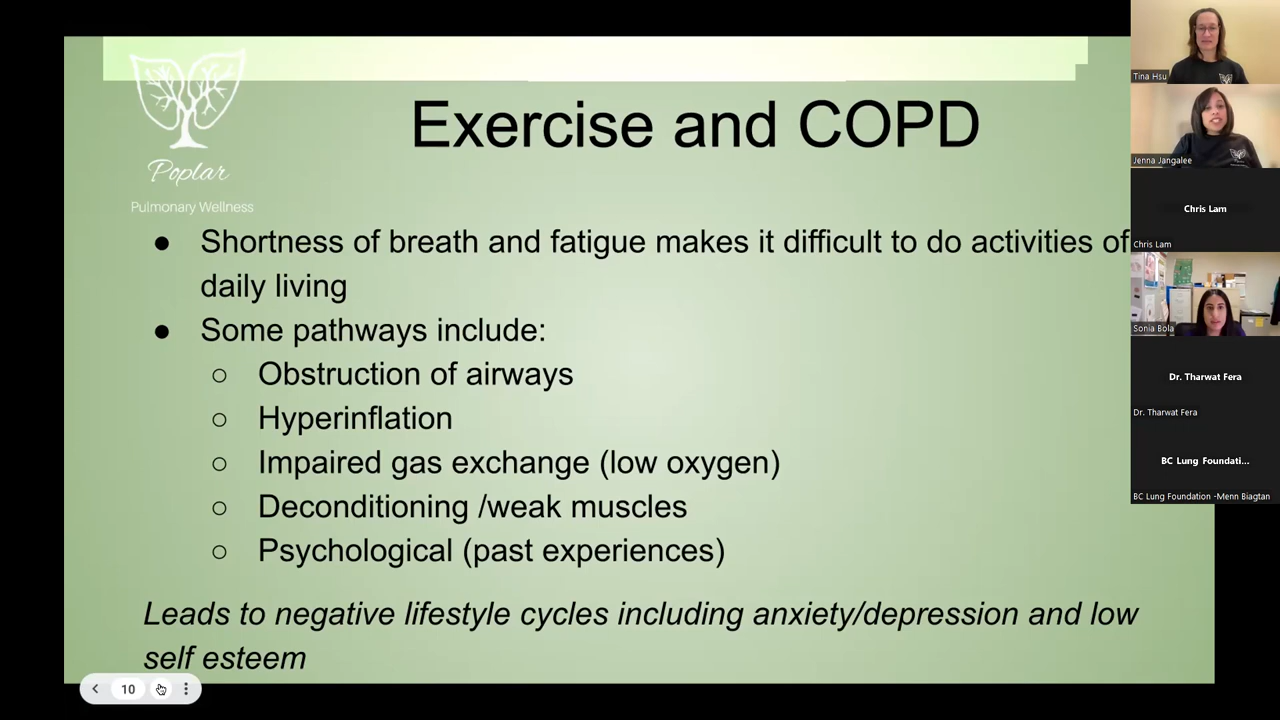 Poplar
Pulmonary Wellness
Exercise and COPD
● Shortness of breath and fatigue makes it difficult to do activities of
daily living
● Some pathways include:
○ Obstruction of airways
○ Hyperinflation
○ Impaired gas exchange (low oxygen)
○ Deconditioning /weak muscles
○ Psychological (past experiences)
Leads to negative lifestyle cycles including anxiety/depression and low
self esteem
10
Tina Hsu
Jenna Jangalee
Chris Lam
Chris Lam
Sonia Bola
Dr. Tharwat Fera
Dr. Tharwat Fera
BC Lung Foundati...
BC Lung Foundation -Menn Biagtan